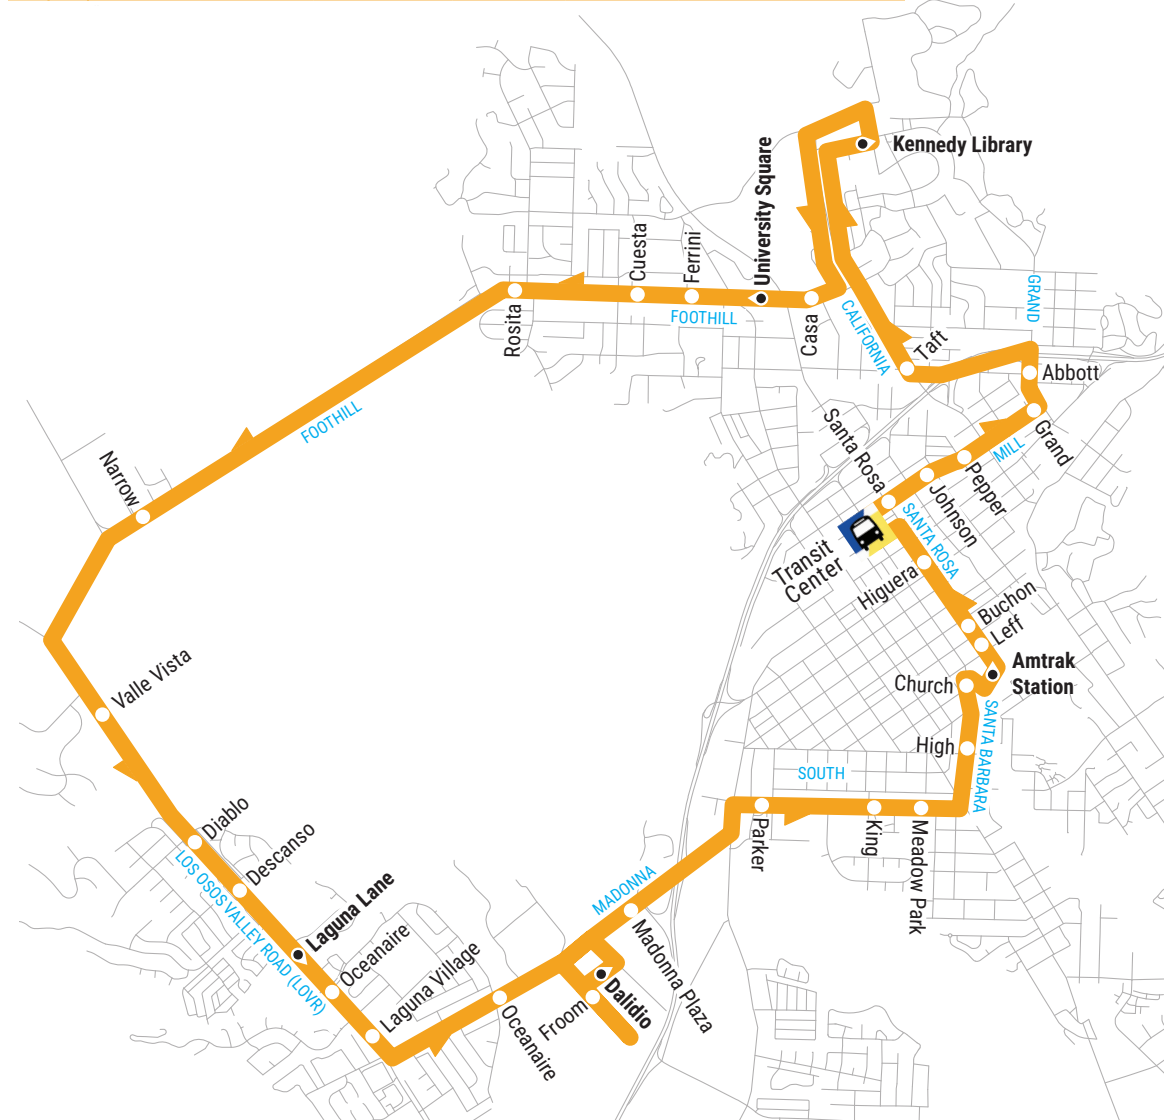 Kennedy Library
University Square
Cuesta
Ferrini
GRAND
Rosita
FOOTHILL
Casa
CALIFORNIA
Taft
Abbott
FOOTHILL
Santa Rosa
Grand
MILL
Pepper
Johnson
Narrow
SANTA ROSA
Transit
Center
Higuera
Buchon
Leff
Amtrak
Station
Church
Valle Vista
SANTA BARBARA
High
SOUTH
Diablo
Descanso
Parker
King
Meadow Park
LOS OSOS VALLEY ROAD (LOVR)
Laguna Lane
MADONNA
Oceanaire
Laguna Village
Madonna Plaza
Dalidio
Froom
Oceanaire